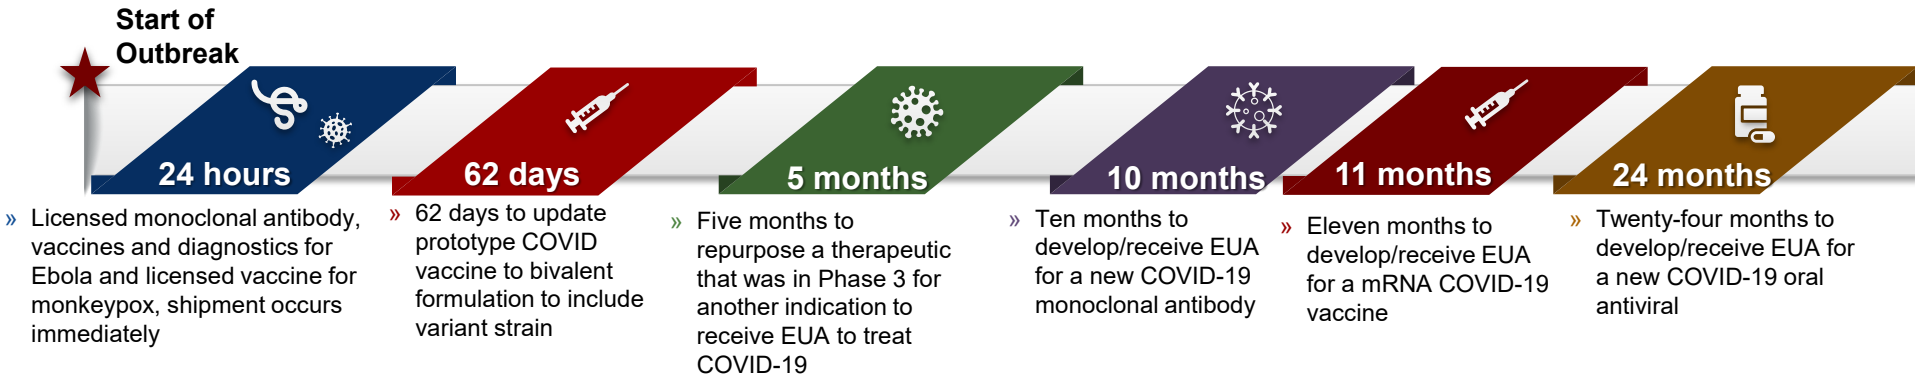 Start of
Outbreak
24 hours
» Licensed monoclonal antibody,
vaccines and diagnostics for
Ebola and licensed vaccine for
monkeypox, shipment occurs
immediately
62 days
» 62 days to update
prototype COVID
vaccine to bivalent
formulation to include
variant strain
5 months
» Five months to
repurpose a therapeutic
that was in Phase 3 for
another indication to
receive EUA to treat
COVID-19
10 months
» Ten months to
develop/receive EUA
for a new COVID-19
monoclonal antibody
11 months
» Eleven months to
develop/receive EUA
for a mRNA COVID-19
vaccine
24 months
» Twenty-four months to
develop/receive EUA for
a new COVID-19 oral
antiviral